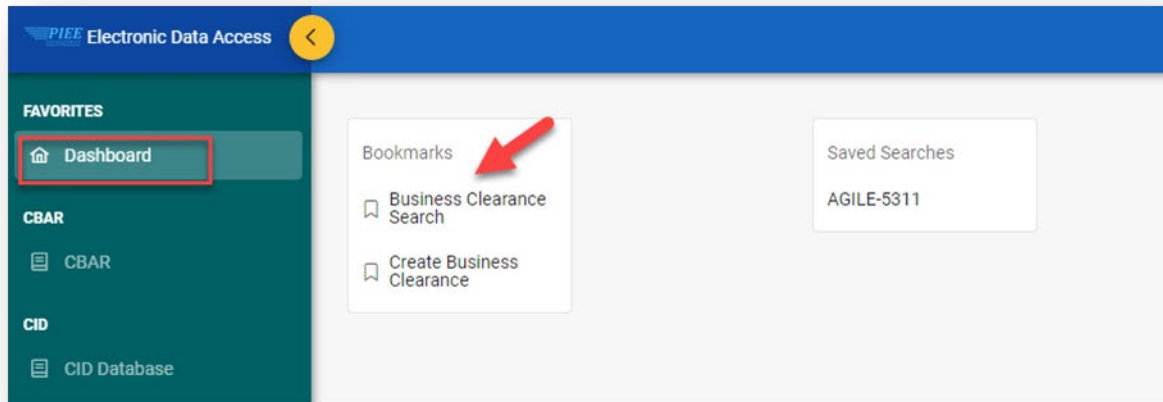 PIEE Electronic Data Access
FAVORITES
Dashboard
CBAR
CBAR
CID
CID Database
Bookmarks
Business Clearance
Search
Create Business
Clearance
Saved Searches
AGILE-5311